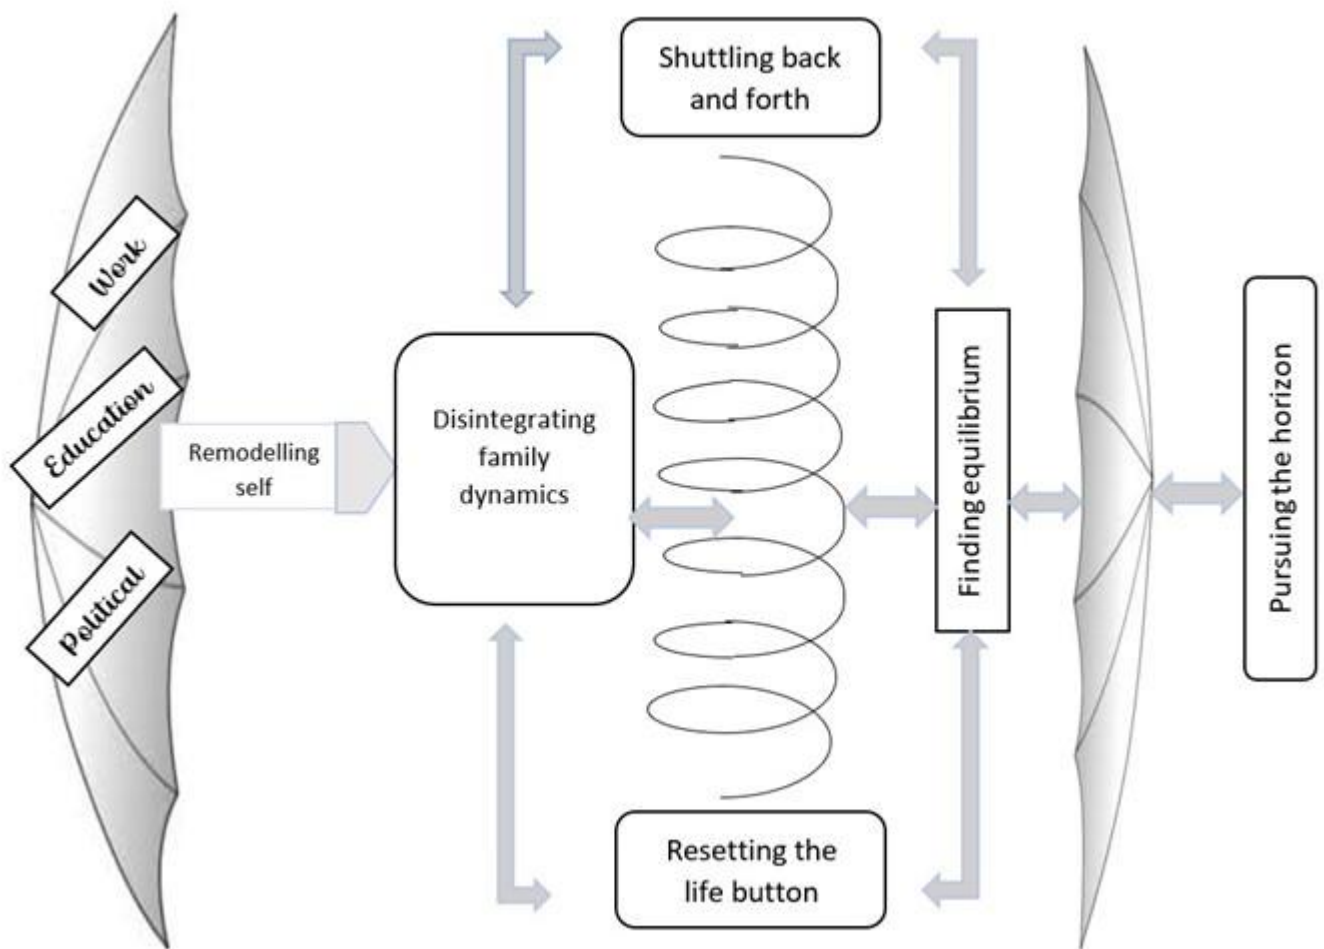 Shuttling back
and forth
Work
Education
Political
Remodelling
self
Disintegrating
family
dynamics
Finding equilibrium
Pursuing the horizon
Resetting the
life button